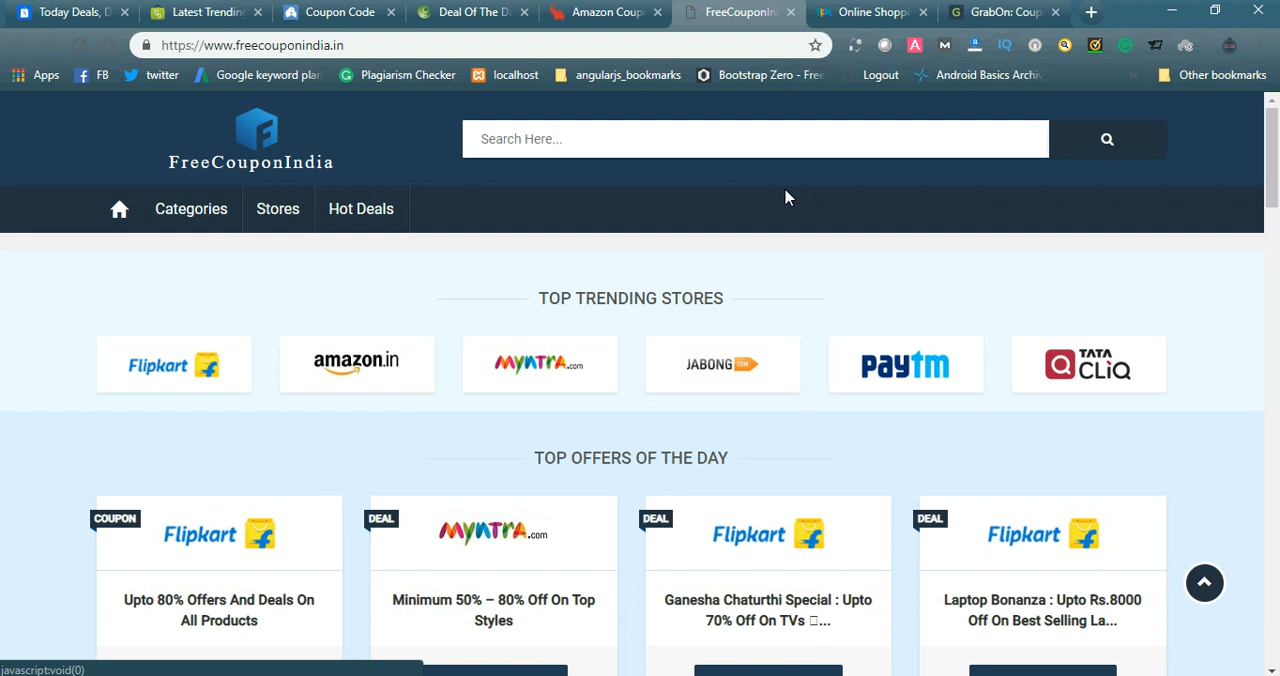 Today Deals, D
Latest Trendin
Coupon Code
Deal Of The D
Amazon Coup
FreeCouponIn
Online Shopp
GrabOn: Coup
https://www.freecouponindia.in
Apps
FB
twitter
Google keyword plan
Plagiarism Checker
localhost
angularjs_bookmarks
Bootstrap Zero - Free
Logout
Android Basics Archiv
Other bookmarks
FreeCouponIndia
Search Here...
Categories
Stores
Hot Deals
TOP TRENDING STORES
Flipkart
amazon.in
Myntra.com
JABONG COM
paytm
TATA
CLiQ
TOP OFFERS OF THE DAY
COUPON
Flipkart
Upto 80% Offers And Deals On
All Products
DEAL
Myntra.com
Minimum 50% – 80% Off On Top
Styles
DEAL
Flipkart
Ganesha Chaturthi Special : Upto
70% Off On TVs ...
DEAL
Flipkart
Laptop Bonanza : Upto Rs.8000
Off On Best Selling La...
javascript:void(0)